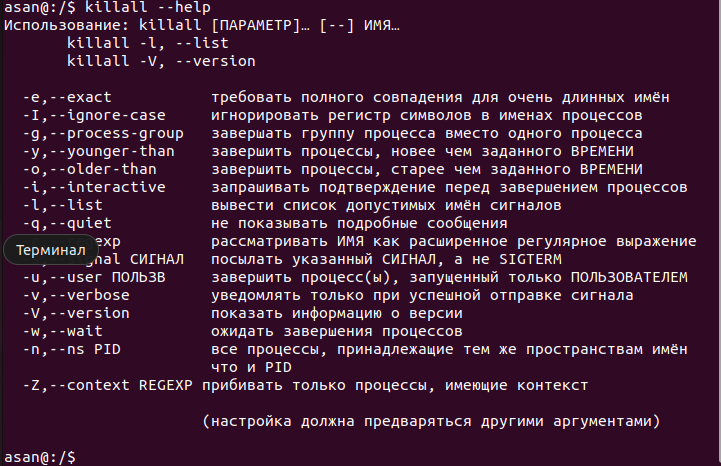 asan@:/$ killall --help
Использование: killall [ПАРАМЕТР]… [--] ИМЯ…
killall -l, --list
killall -V, --version
-e,--exact требовать полного совпадения для очень длинных имён
-I,--ignore-case игнорировать регистр символов в именах процессов
-g,--process-group завершать группу процесса вместо одного процесса
-y,--younger-than завершить процессы, новее чем заданного ВРЕМЕНИ
-o,--older-than завершить процессы, старее чем заданного ВРЕМЕНИ
-i,--interactive запрашивать подтверждение перед завершением процессов
-l,--list вывести список допустимых имён сигналов
-q,--quiet не показывать подробные сообщения
рассматривать ИМЯ как расширенное регулярное выражение
Терминал
СИГНАЛ посылать указанный СИГНАЛ, а не SIGTERM
-u,--user ПОЛЬЗВ завершить процесс(ы), запущенный только ПОЛЬЗОВАТЕЛЕМ
-v,--verbose уведомлять только при успешной отправке сигнала
-V,--version показать информацию о версии
-w,--wait ожидать завершения процессов
-n,--ns PID все процессы, принадлежащие тем же пространствам имён
что и PID
-Z,--context REGEXP прибивать только процессы, имеющие контекст
(настройка должна предваряться другими аргументами)
asan@:/$